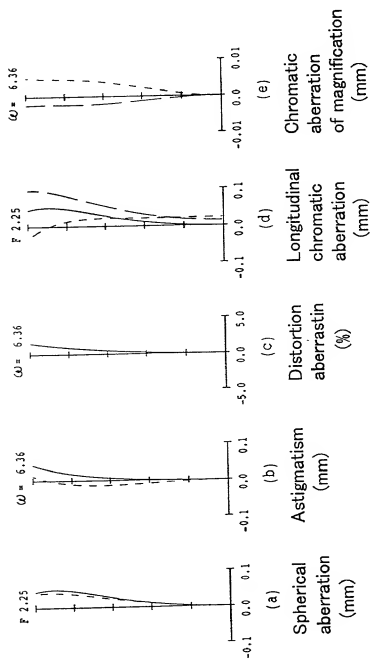 F 2.25
-0.1 0.0 0.1
(a)
Spherical
aberration
(mm)
ω= 6.36
-0.1 0.0 0.1
(b)
Astigmatism
(mm)
ω= 6.36
-5.0 0.0 5.0
(c)
Distortion
aberrastin
(%)
F 2.25
-0.1 0.0 0.1
(d)
Longitudinal
chromatic
aberration
(mm)
ω= 6.36
-0.01 0.0 0.01
(e)
Chromatic
aberration
of magnification
(mm)